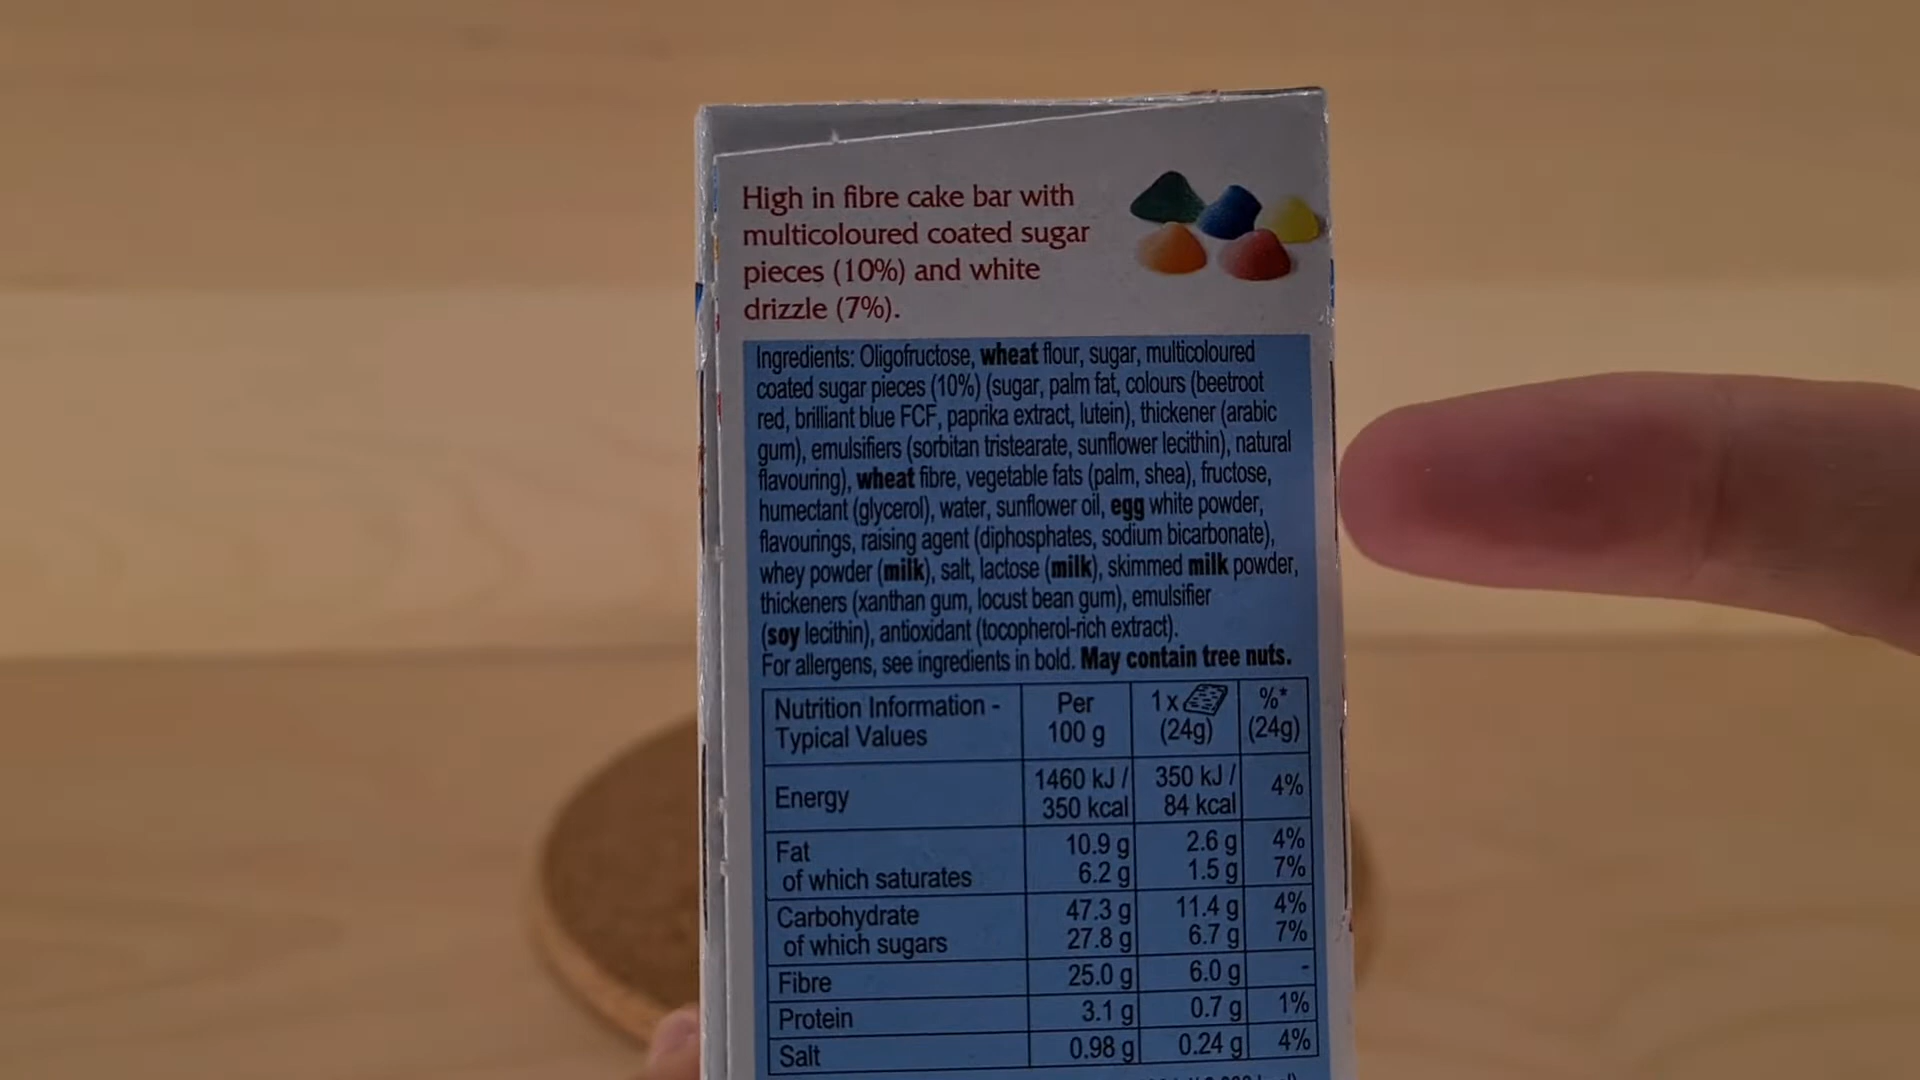 High in fibre cake bar with
multicoloured coated sugar
pieces (10%) and white
drizzle (7%).
Ingredients: Oligofructose, wheat flour, sugar, multicoloured
coated sugar pieces (10%) (sugar, palm fat, colours (beetroot
red, brilliant blue FCF, paprika extract, lutein), thickener (arabic
gum), emulsifiers (sorbitan tristearate, sunflower lecithin), natural
flavouring), wheat fibre, vegetable fats (palm, shea), fructose,
humectant (glycerol), water, sunflower oil, egg white powder,
flavourings, raising agent (diphosphates, sodium bicarbonate),
whey powder (milk), salt, lactose (milk), skimmed milk powder,
thickeners (xanthan gum, locust bean gum), emulsifier
(soy lecithin), antioxidant (tocopherol-rich extract).
For allergens, see ingredients in bold. May contain tree nuts.
Nutrition Information - Per 1 x %*
Typical Values 100 g (24g) (24g)
Energy 1460 kJ / 350 kJ / 4%
350 kcal 84 kcal
Fat 10.9 g 2.6 g 4%
of which saturates 6.2 g 1.5 g 7%
Carbohydrate 47.3 g 11.4 g 4%
of which sugars 27.8 g 6.7 g 7%
Fibre 25.0 g 6.0 g -
Protein 3.1 g 0.7 g 1%
Salt 0.98 g 0.24 g 4%